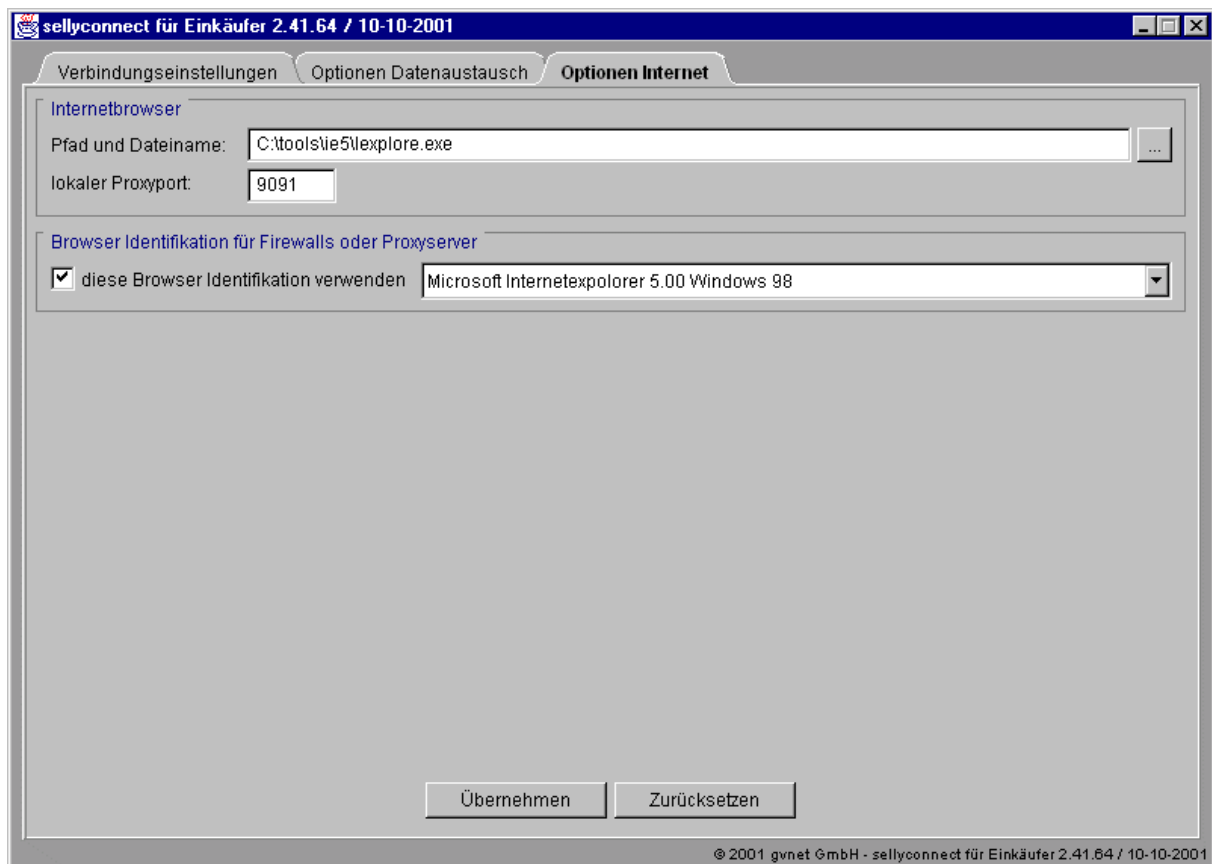 sellyconnect für Einkäufer 2.41.64 / 10-10-2001
Verbindungseinstellungen Optionen Datenaustausch Optionen Internet
Internetbrowser
Pfad und Dateiname: C:\tools\ie5\Iexplore.exe ...
lokaler Proxyport: 9091
Browser Identifikation für Firewalls oder Proxyserver
diese Browser Identifikation verwenden Microsoft Internetexpolorer 5.00 Windows 98
Übernehmen Zurücksetzen
© 2001 gvnet GmbH - sellyconnect für Einkäufer 2.41.64 / 10-10-2001